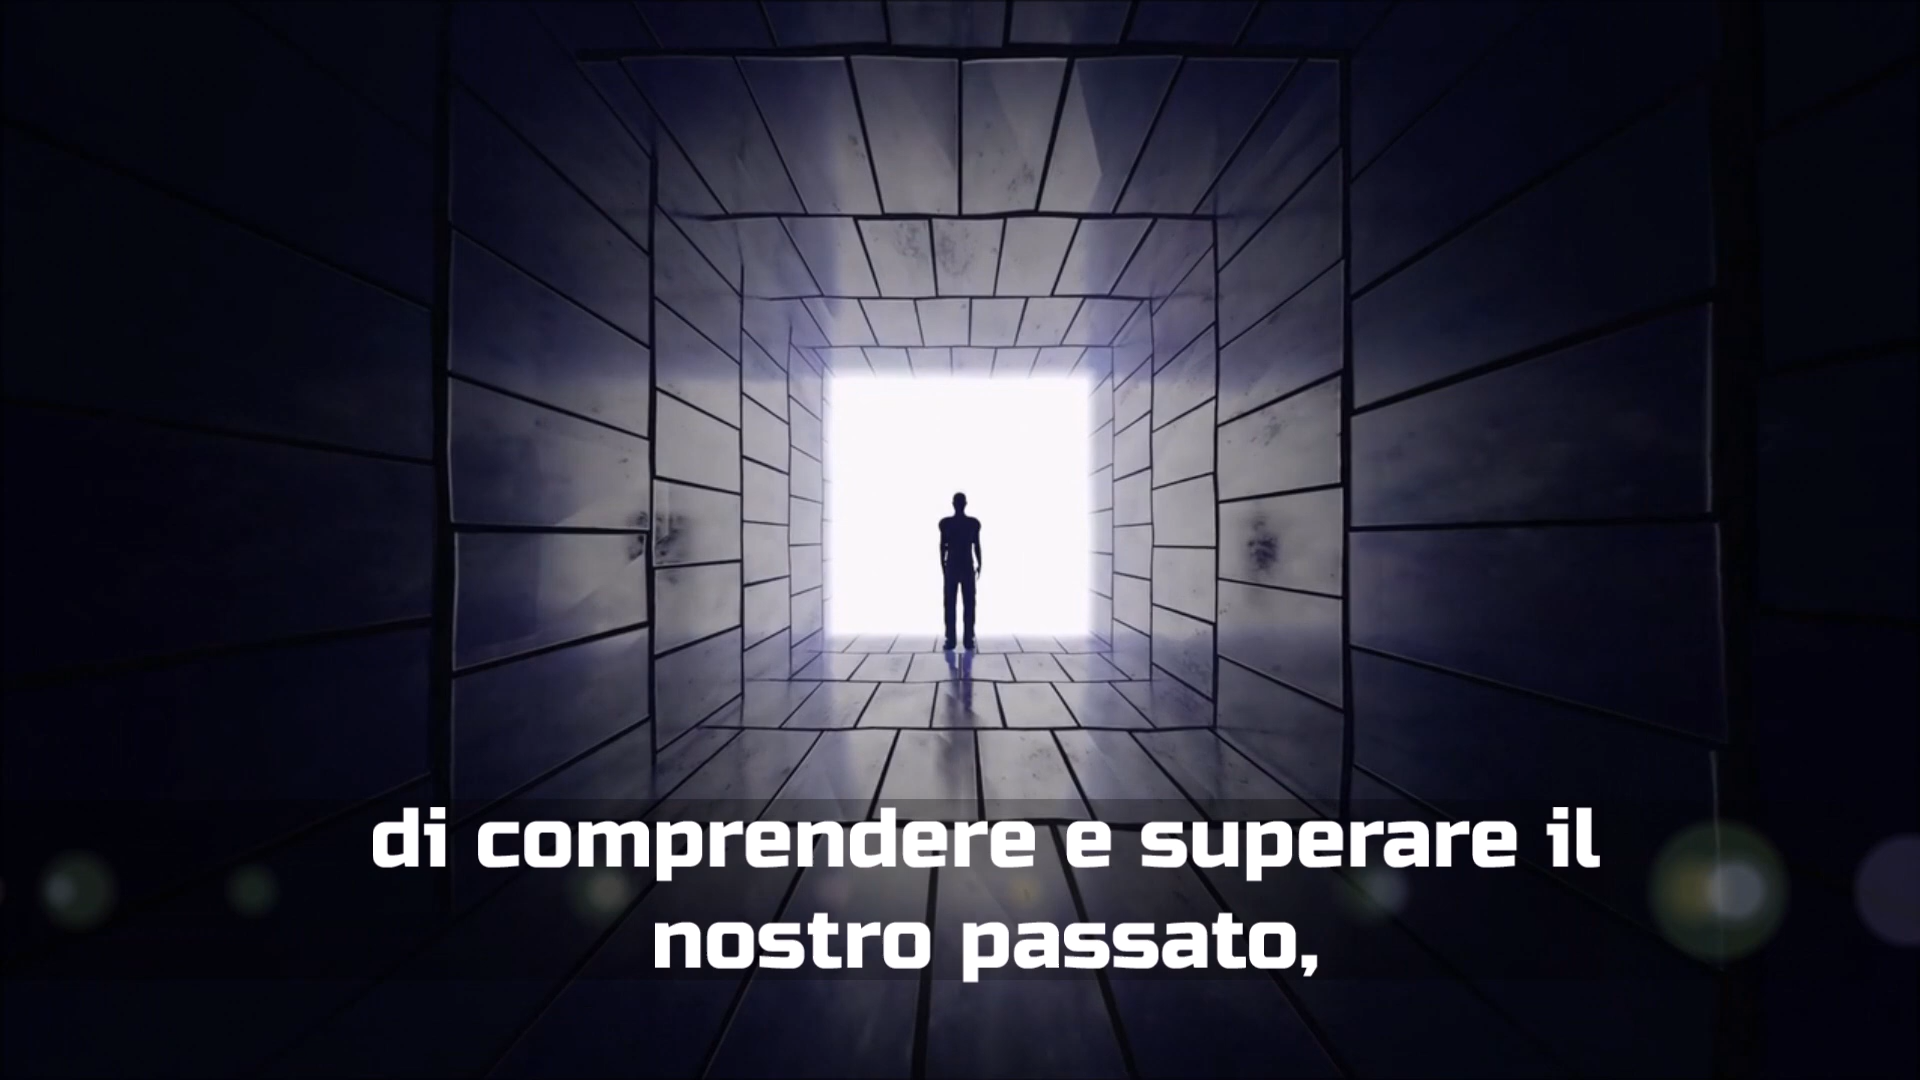 di comprendere e superare il
nostro passato,